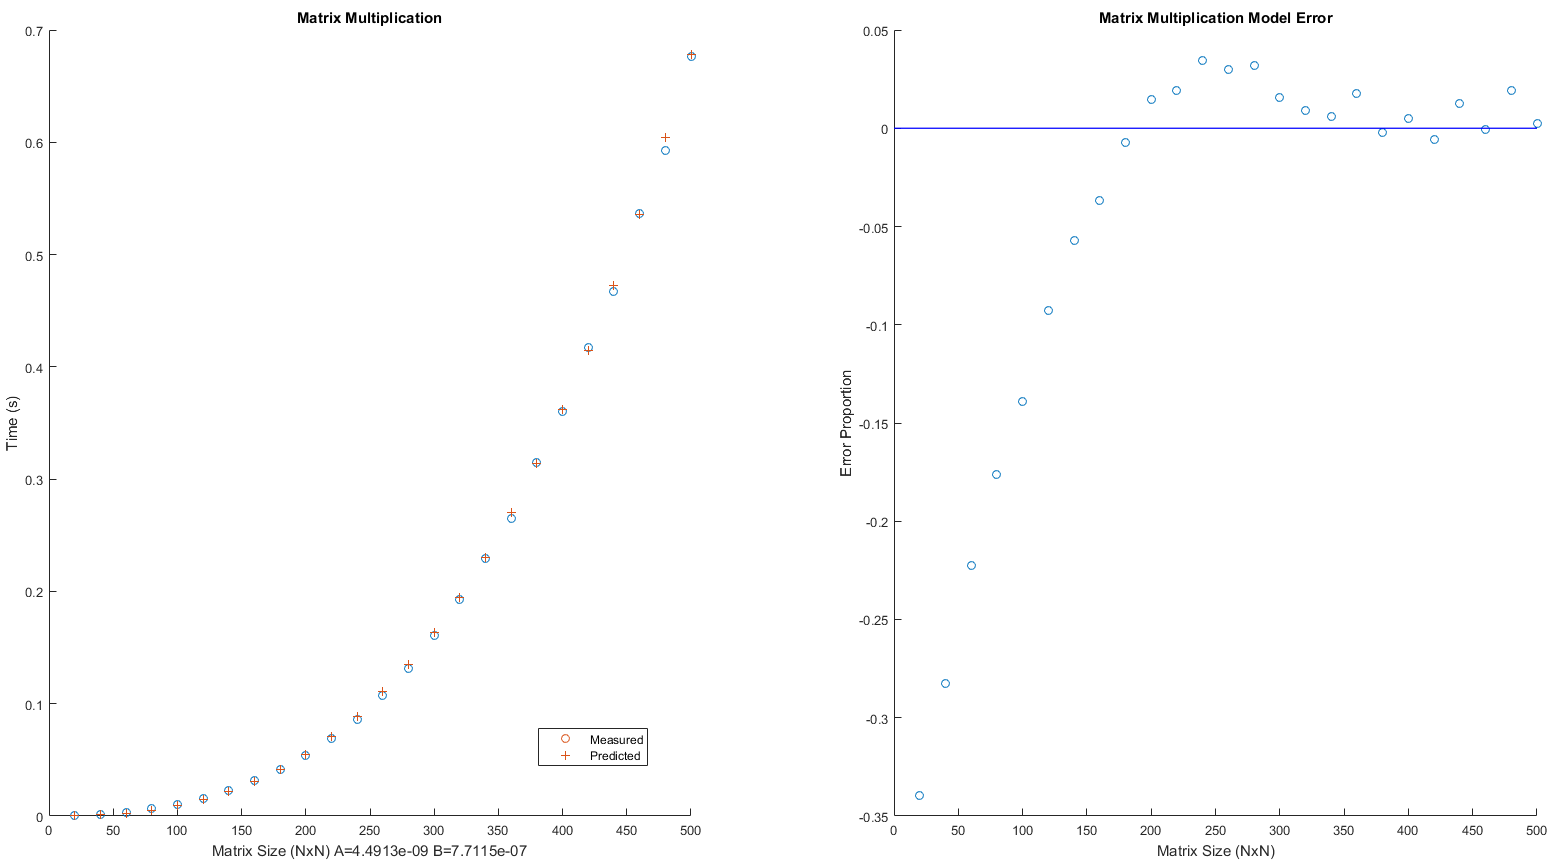 Matrix Multiplication
0.7
0.6
0.5
0.4
0.3
0.2
0.1
0
Time (s)
Measured
Predicted
0 50 100 150 200 250 300 350 400 450 500
Matrix Size (NxN) A=4.4913e-09 B=7.7115e-07
Matrix Multiplication Model Error
0.05
0
-0.05
-0.1
-0.15
-0.2
-0.25
-0.3
-0.35
Error Proportion
0 50 100 150 200 250 300 350 400 450 500
Matrix Size (NxN)